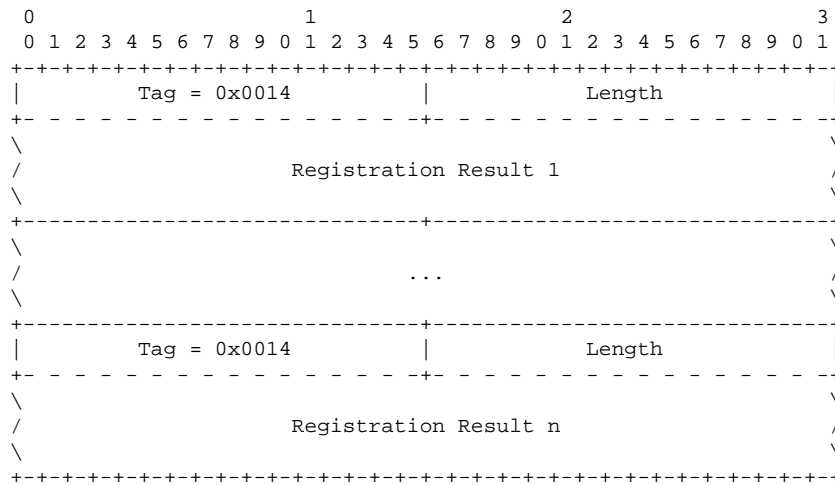 0                   1                   2                   3
0 1 2 3 4 5 6 7 8 9 0 1 2 3 4 5 6 7 8 9 0 1 2 3 4 5 6 7 8 9 0 1
+-+-+-+-+-+-+-+-+-+-+-+-+-+-+-+-+-+-+-+-+-+-+-+-+-+-+-+-+-+-+-+-
|         Tag = 0x0014          |            Length             |
+- - - - - - - - - - - - - - - -+- - - - - - - - - - - - - - - -+
\                                                               \
/                     Registration Result 1                     /
\                                                               \
+-------------------------------+-------------------------------+
\                                                               \
/                              ...                              /
\                                                               \
+-------------------------------+-------------------------------+
|         Tag = 0x0014          |            Length             |
+- - - - - - - - - - - - - - - -+- - - - - - - - - - - - - - - -+
\                                                               \
/                     Registration Result n                     /
\                                                               \
+-+-+-+-+-+-+-+-+-+-+-+-+-+-+-+-+-+-+-+-+-+-+-+-+-+-+-+-+-+-+-+-+